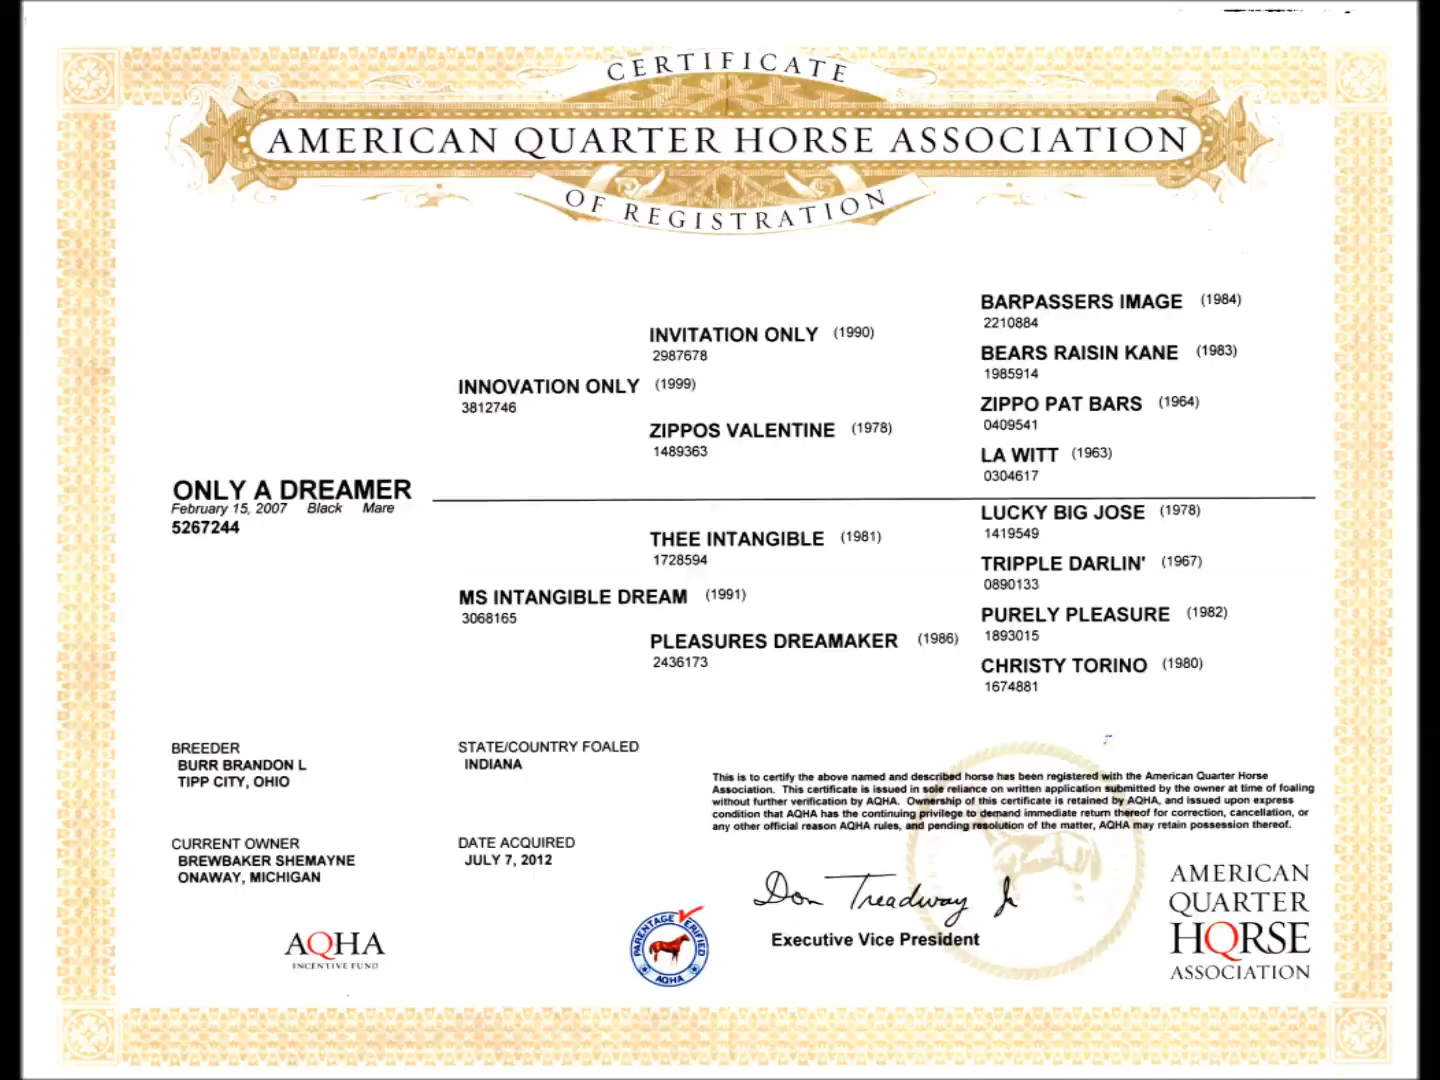 CERTIFICATE
AMERICAN QUARTER HORSE ASSOCIATION
OF REGISTRATION
BARPASSERS IMAGE (1984)
2210884
INVITATION ONLY (1990)
2987678
BEARS RAISIN KANE (1983)
1985914
INNOVATION ONLY (1999)
3812746
ZIPPO PAT BARS (1964)
0409541
ZIPPOS VALENTINE (1978)
1489363
LA WITT (1963)
0304617
ONLY A DREAMER
February 15, 2007 Black Mare
5267244
LUCKY BIG JOSE (1978)
1419549
THEE INTANGIBLE (1981)
1728594
TRIPPLE DARLIN' (1967)
0890133
MS INTANGIBLE DREAM (1991)
3068165
PURELY PLEASURE (1982)
1893015
PLEASURES DREAMAKER (1986)
2436173
CHRISTY TORINO (1980)
1674881
BREEDER
BURR BRANDON L
TIPP CITY, OHIO
STATE/COUNTRY FOALED
INDIANA
This is to certify the above named and described horse has been registered with the American Quarter Horse
Association. This certificate is issued in sole reliance on written application submitted by the owner at time of foaling
without further verification by AQHA. Ownership of this certificate is retained by AQHA, and issued upon express
condition that AQHA has the continuing privilege to demand immediate return thereof for correction, cancellation, or
any other official reason AQHA rules, and pending resolution of the matter, AQHA may retain possession thereof.
CURRENT OWNER
BREWBAKER SHEMAYNE
ONAWAY, MICHIGAN
DATE ACQUIRED
JULY 7, 2012
Don Treadway Jr
Executive Vice President
AQHA
INCENTIVE FUND
PARENTAGE VERIFIED
AQHA
AMERICAN
QUARTER
HORSE
ASSOCIATION